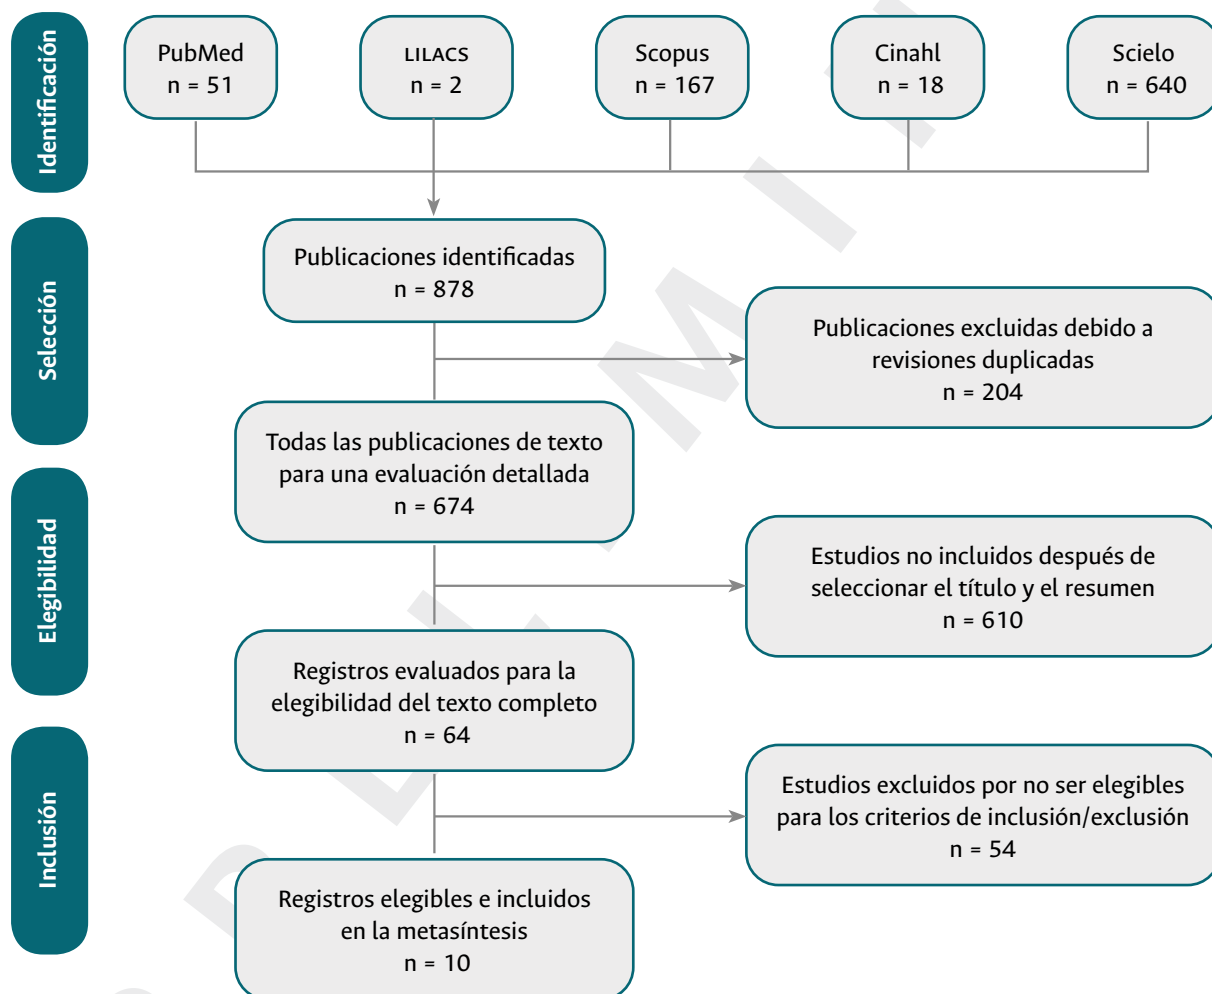 Identificación
PubMed
n = 51
LILACS
n = 2
Scopus
n = 167
Cinahl
n = 18
Scielo
n = 640
Selección
Publicaciones identificadas
n = 878
Publicaciones excluidas debido a
revisiones duplicadas
n = 204
Todas las publicaciones de texto
para una evaluación detallada
n = 674
Elegibilidad
Estudios no incluidos después de
seleccionar el título y el resumen
n = 610
Registros evaluados para la
elegibilidad del texto completo
n = 64
Inclusión
Estudios excluidos por no ser elegibles
para los criterios de inclusión/exclusión
n = 54
Registros elegibles e incluidos
en la metasíntesis
n = 10